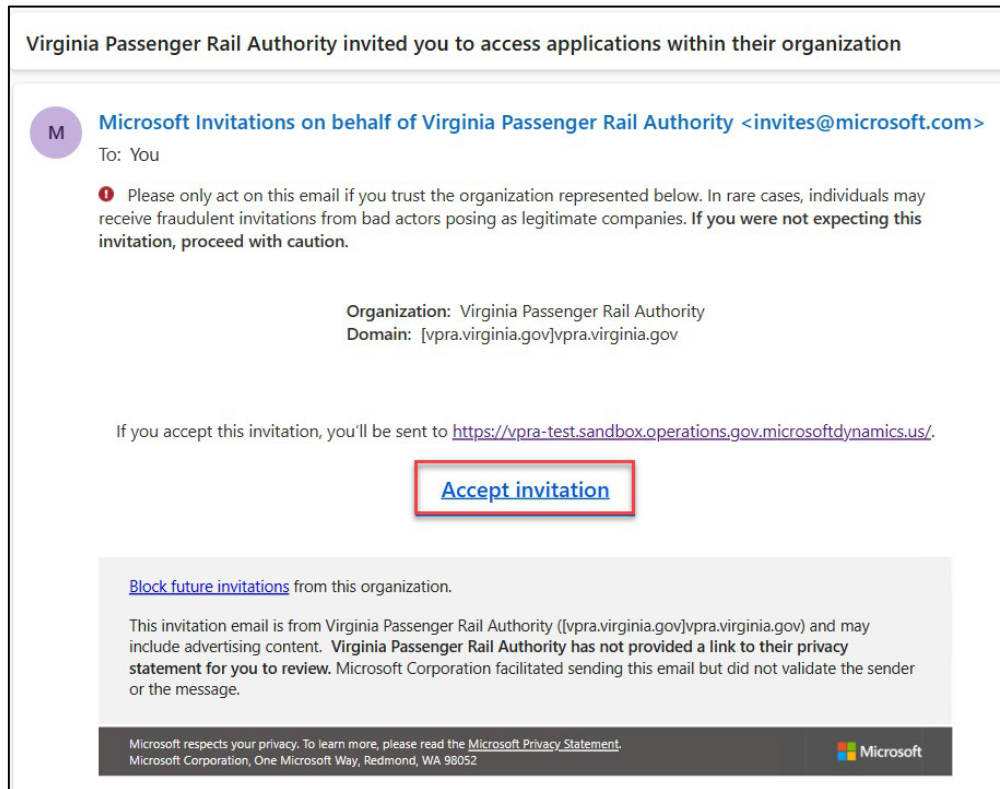 Virginia Passenger Rail Authority invited you to access applications within their organization
M
Microsoft Invitations on behalf of Virginia Passenger Rail Authority <invites@microsoft.com>
To: You
Please only act on this email if you trust the organization represented below. In rare cases, individuals may
receive fraudulent invitations from bad actors posing as legitimate companies. If you were not expecting this
invitation, proceed with caution.
Organization: Virginia Passenger Rail Authority
Domain: [vpra.virginia.gov]vpra.virginia.gov
If you accept this invitation, you'll be sent to https://vpra-test.sandbox.operations.gov.microsoftdynamics.us/.
Accept invitation
Block future invitations from this organization.
This invitation email is from Virginia Passenger Rail Authority ([vpra.virginia.gov]vpra.virginia.gov) and may
include advertising content. Virginia Passenger Rail Authority has not provided a link to their privacy
statement for you to review. Microsoft Corporation facilitated sending this email but did not validate the sender
or the message.
Microsoft respects your privacy. To learn more, please read the Microsoft Privacy Statement.
Microsoft Corporation, One Microsoft Way, Redmond, WA 98052
Microsoft